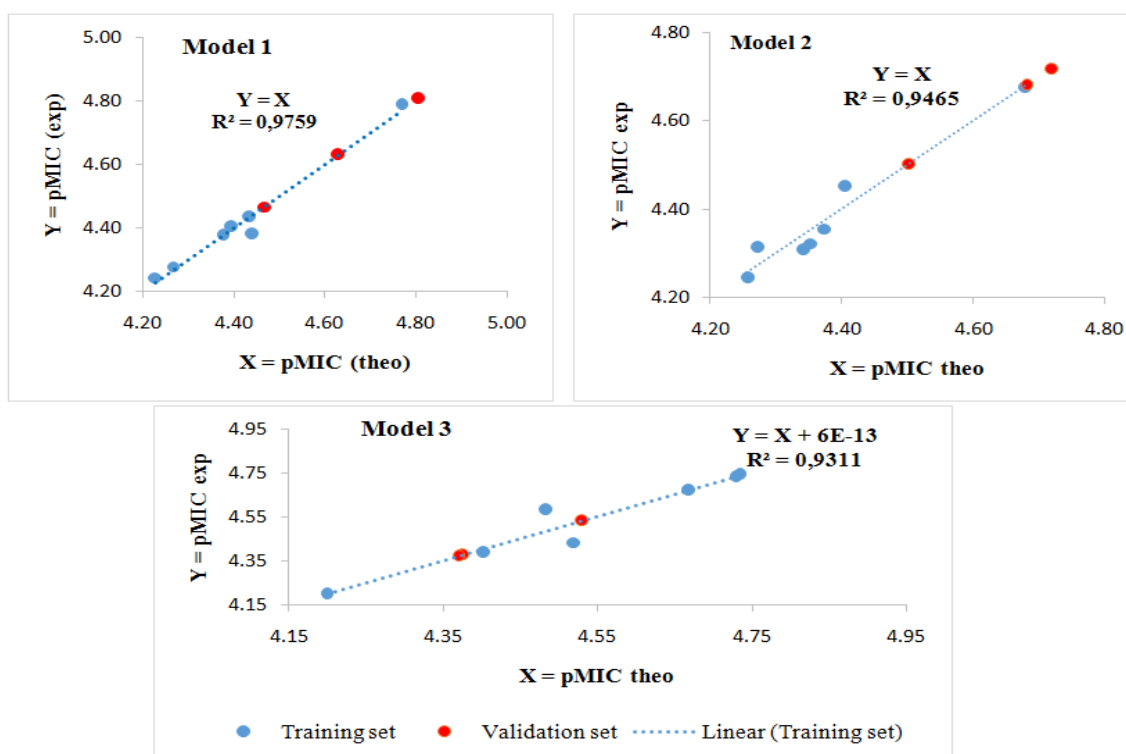 Model 1
Y = X
R² = 0,9759
5.00
4.80
4.60
4.40
4.20
4.20 4.40 4.60 4.80 5.00
Y = pMIC (exp)
X = pMIC (theo)
Model 2
Y = X
R² = 0,9465
4.80
4.60
4.40
4.20
4.20 4.40 4.60 4.80
Y = pMIC exp
X = pMIC theo
Model 3
Y = X + 6E-13
R² = 0,9311
4.95
4.75
4.55
4.35
4.15
4.15 4.35 4.55 4.75 4.95
Y = pMIC exp
X = pMIC theo
Training set Validation set Linear (Training set)